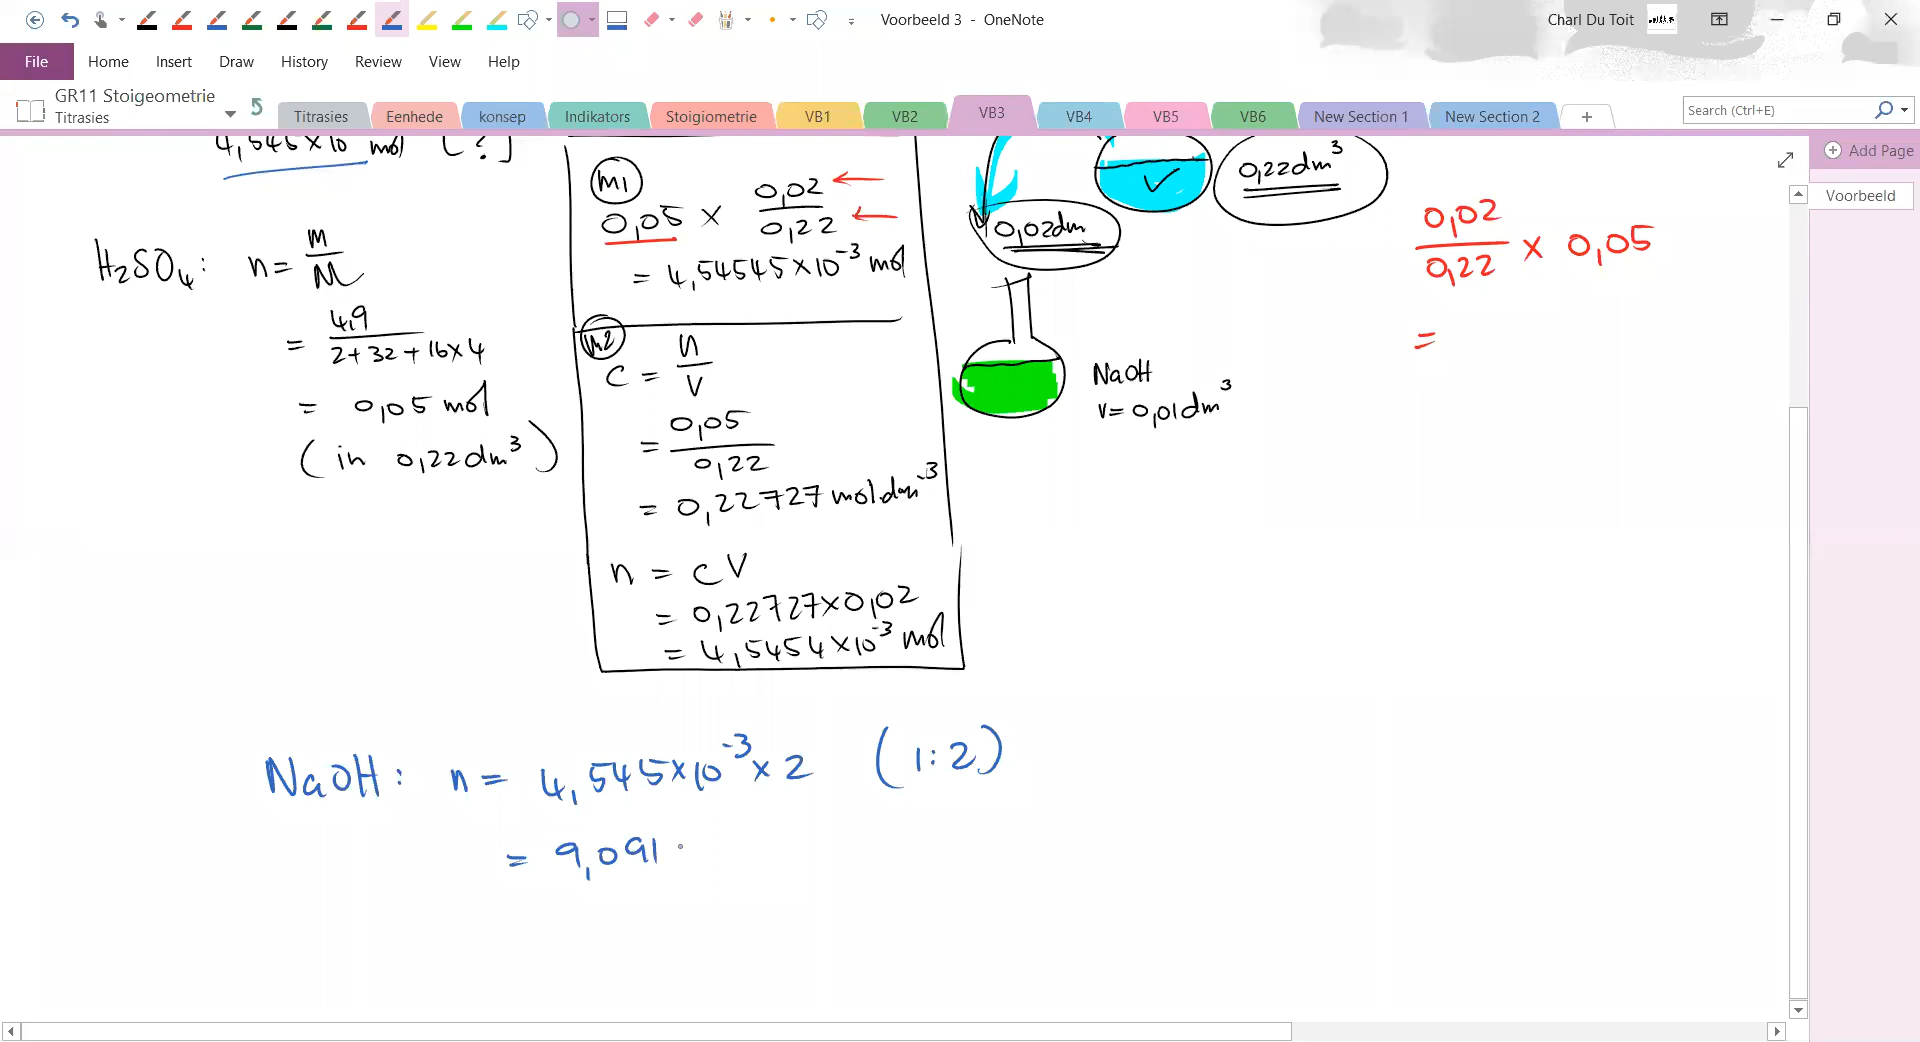 Voorbeeld 3 - OneNote
Charl Du Toit
File Home Insert Draw History Review View Help
GR11 Stoigeometrie
Titrasies
Titrasies Eenhede konsep Indikators Stoigiometrie VB1 VB2 VB3 VB4 VB5 VB6 New Section 1 New Section 2 +
Search (Ctrl+E)
Add Page
Voorbeeld
4,545×10 mol [?]
H₂SO₄: n = m/M
= 4,9/(2+32+16×4)
= 0,05 mol
(in 0,22dm³)
m1
0,05 × 0,02/0,22
= 4,54545×10⁻³ mol
m2
c = n/V
= 0,05/0,22
= 0,22727 mol.dm⁻³
n = cV
= 0,22727×0,02
= 4,5454×10⁻³ mol
0,22dm³
0,02dm
NaOH
V= 0,01dm³
0,02/0,22 × 0,05
=
NaOH: n = 4,545×10⁻³×2 (1:2)
= 9,091